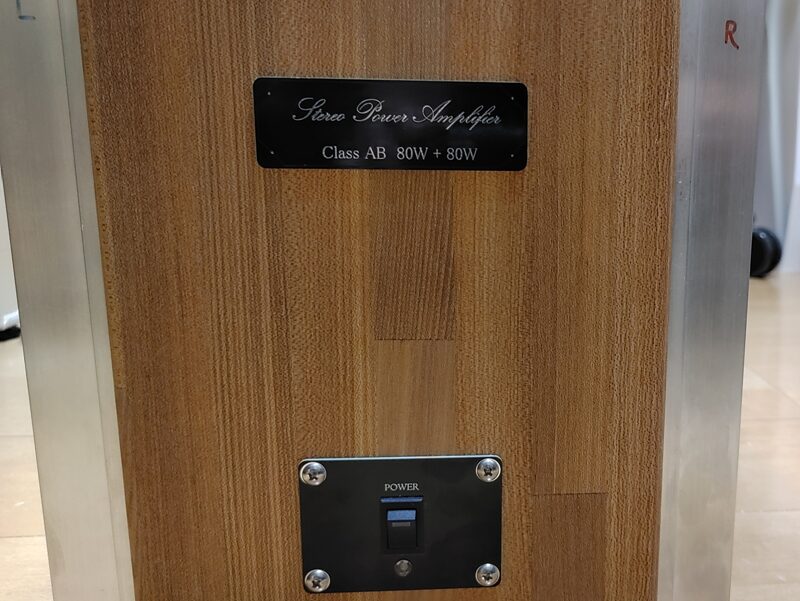 L
R
Stereo Power Amplifier
Class AB 80W + 80W
POWER